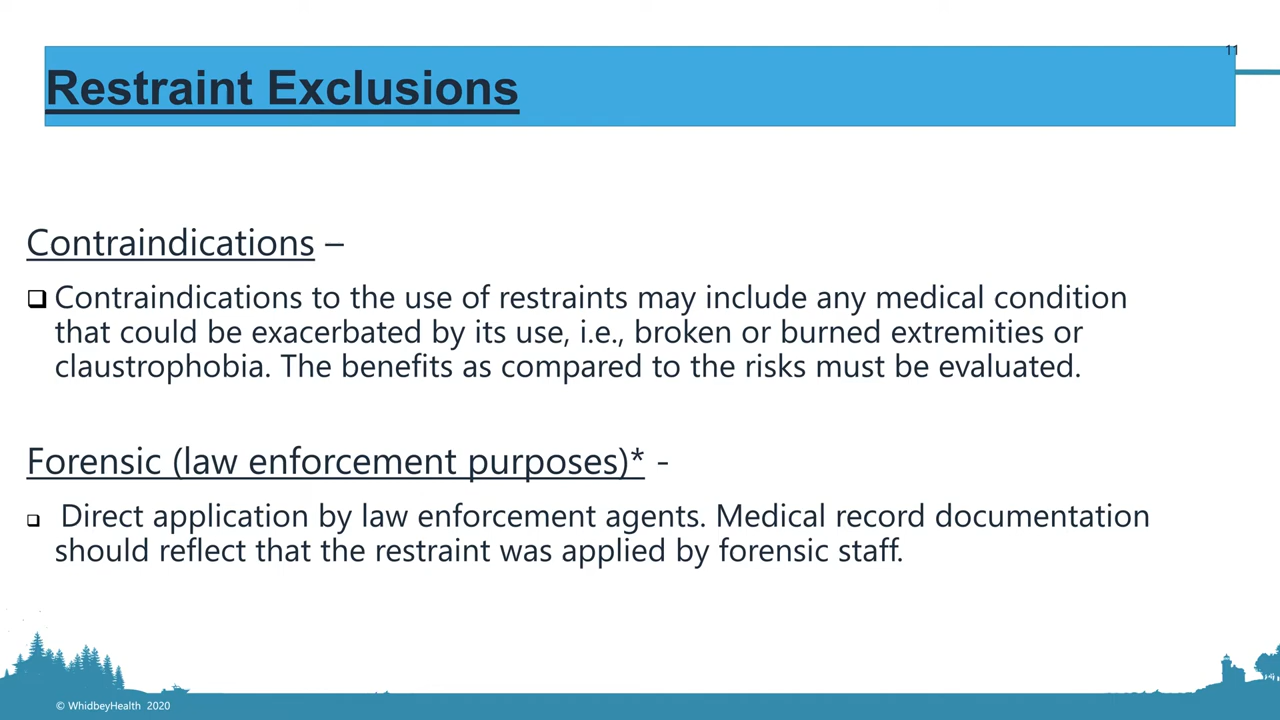 11
Restraint Exclusions
Contraindications –
Contraindications to the use of restraints may include any medical condition
that could be exacerbated by its use, i.e., broken or burned extremities or
claustrophobia. The benefits as compared to the risks must be evaluated.
Forensic (law enforcement purposes)* -
Direct application by law enforcement agents. Medical record documentation
should reflect that the restraint was applied by forensic staff.
© WhidbeyHealth 2020